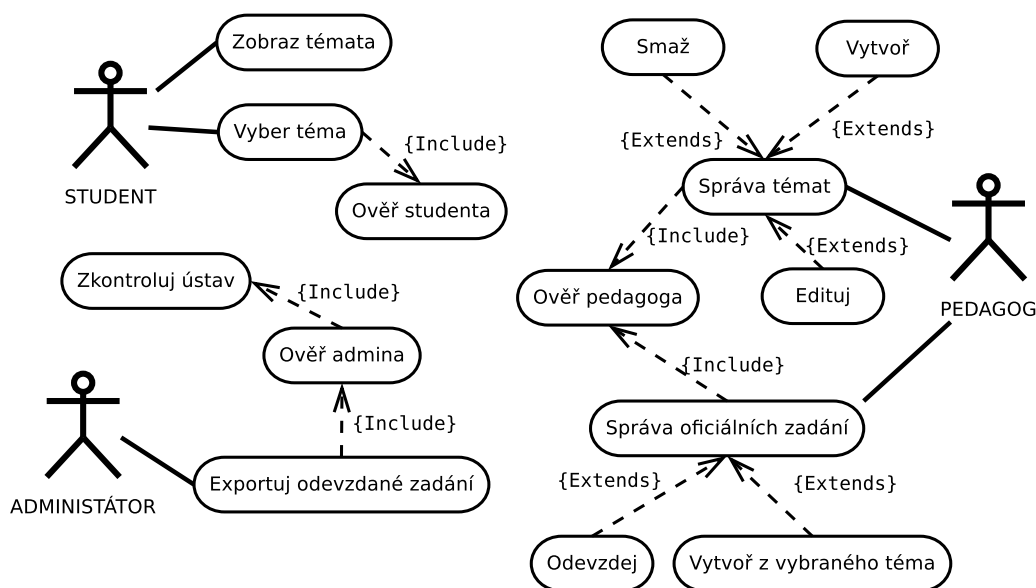 Zobraz témata
Vyber téma
{Include}
Ověř studenta
STUDENT
Smaž
Vytvoř
{Extends}
{Extends}
Správa témat
{Include}
{Extends}
Ověř pedagoga
Edituj
PEDAGOG
Zkontroluj ústav
{Include}
Ověř admina
{Include}
Exportuj odevzdané zadání
ADMINISTÁTOR
{Include}
Správa oficiálních zadání
{Extends}
{Extends}
Odevzdej
Vytvoř z vybraného téma